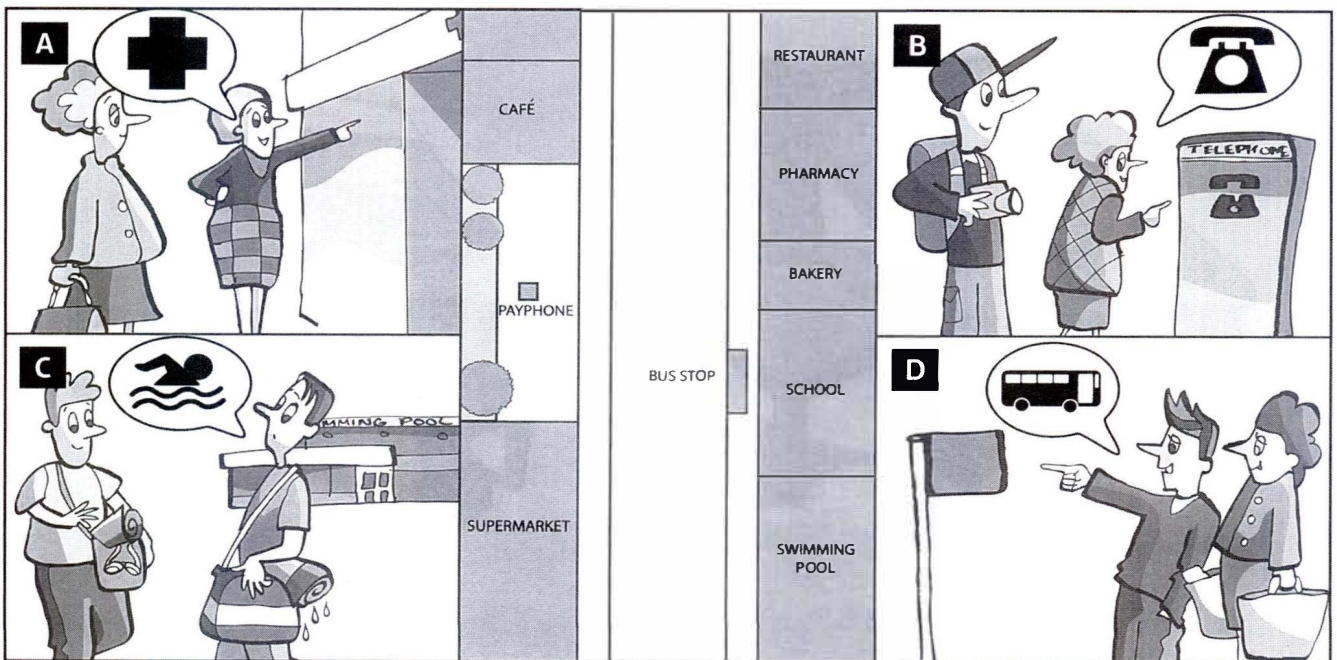 A
CAFÉ
PAYPHONE
BUS STOP
RESTAURANT
PHARMACY
BAKERY
SCHOOL
SWIMMING
POOL
B
TELEPHONE
C
MMING POOL
SUPERMARKET
D